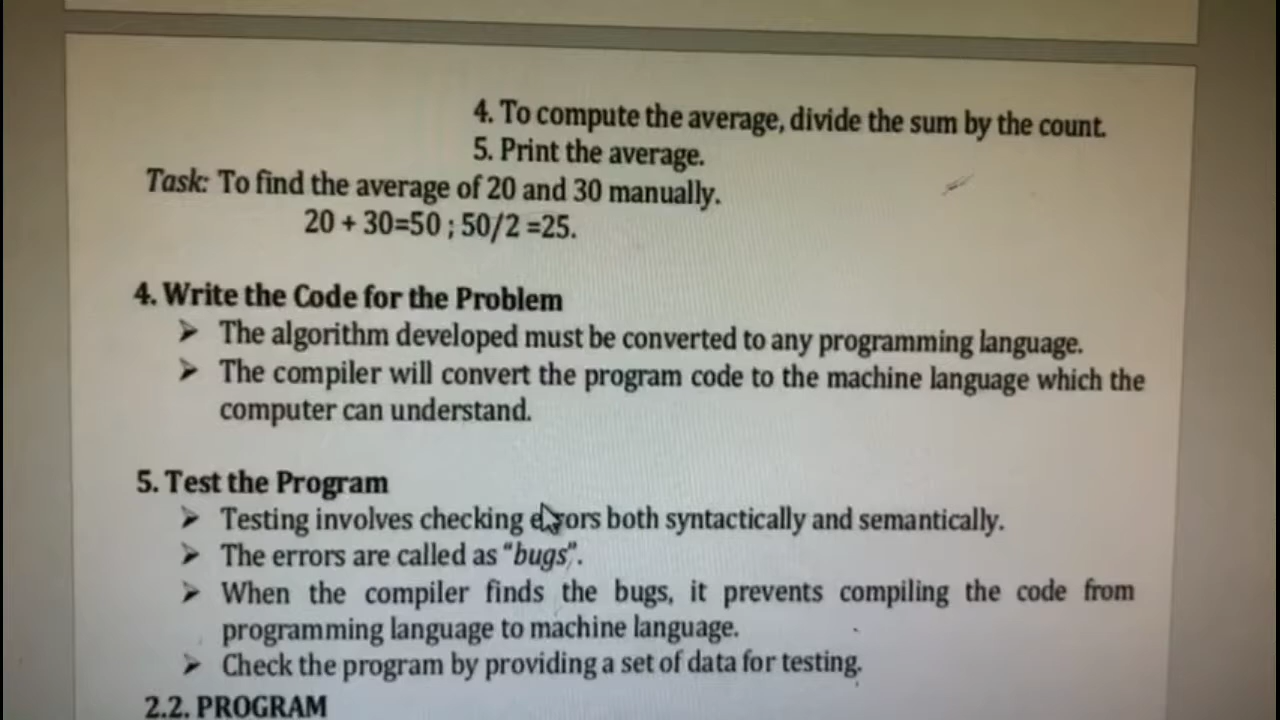 4. To compute the average, divide the sum by the count.
5. Print the average.
Task: To find the average of 20 and 30 manually.
20 + 30=50 ; 50/2 =25.
4. Write the Code for the Problem
➢ The algorithm developed must be converted to any programming language.
➢ The compiler will convert the program code to the machine language which the
computer can understand.
5. Test the Program
➢ Testing involves checking errors both syntactically and semantically.
➢ The errors are called as "bugs".
➢ When the compiler finds the bugs, it prevents compiling the code from
programming language to machine language.
➢ Check the program by providing a set of data for testing.
2.2. PROGRAM